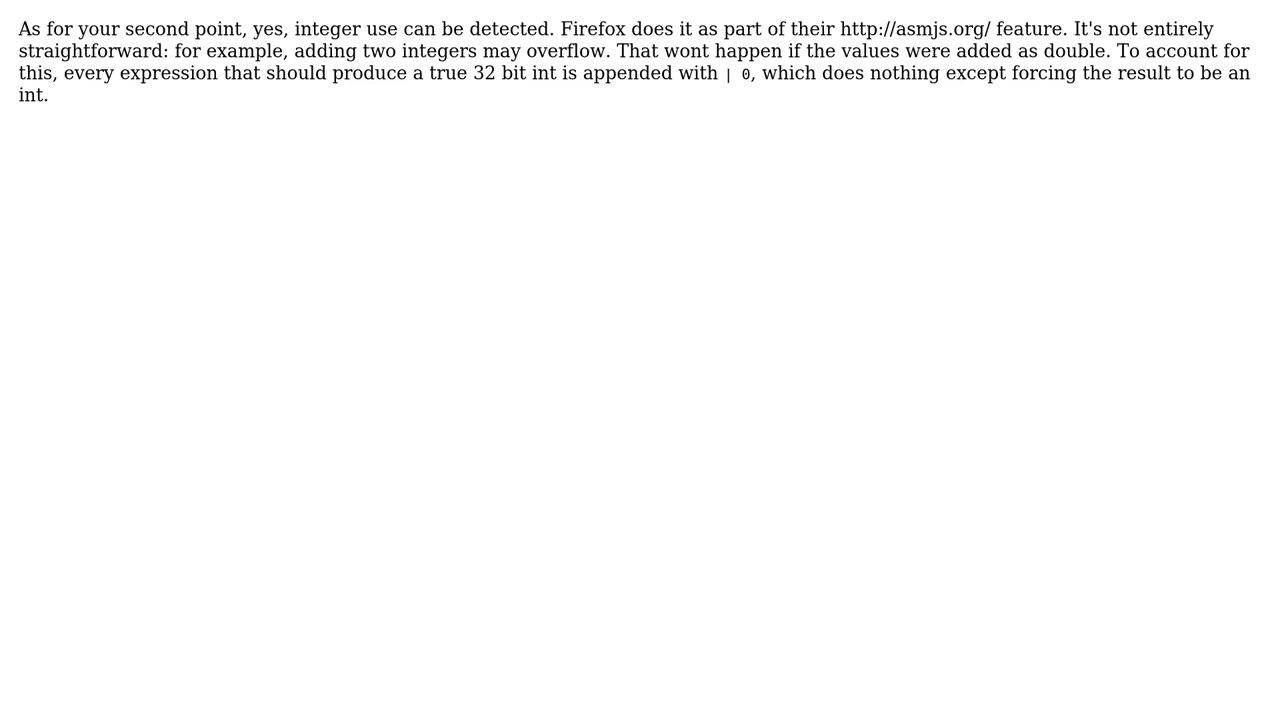 As for your second point, yes, integer use can be detected. Firefox does it as part of their http://asmjs.org/ feature. It's not entirely
straightforward: for example, adding two integers may overflow. That wont happen if the values were added as double. To account for
this, every expression that should produce a true 32 bit int is appended with | 0, which does nothing except forcing the result to be an
int.